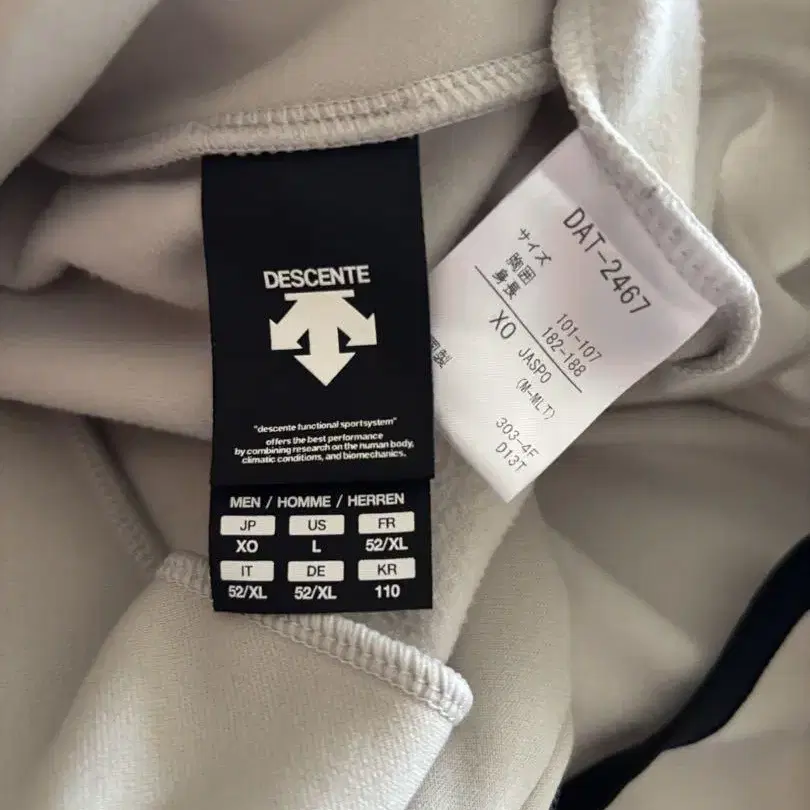 DESCENTE
"descente functional sportsystem"
offers the best performance
by combining research on the human body,
climatic conditions, and biomechanics.
MEN / HOMME / HERREN
JP US FR
XO L 52/XL
IT DE KR
52/XL 52/XL 110
DAT-2467
サイズ
胸囲 101-107
身長 182-188
XO JASPO
(M-MLT)
303-4F
D13T
製